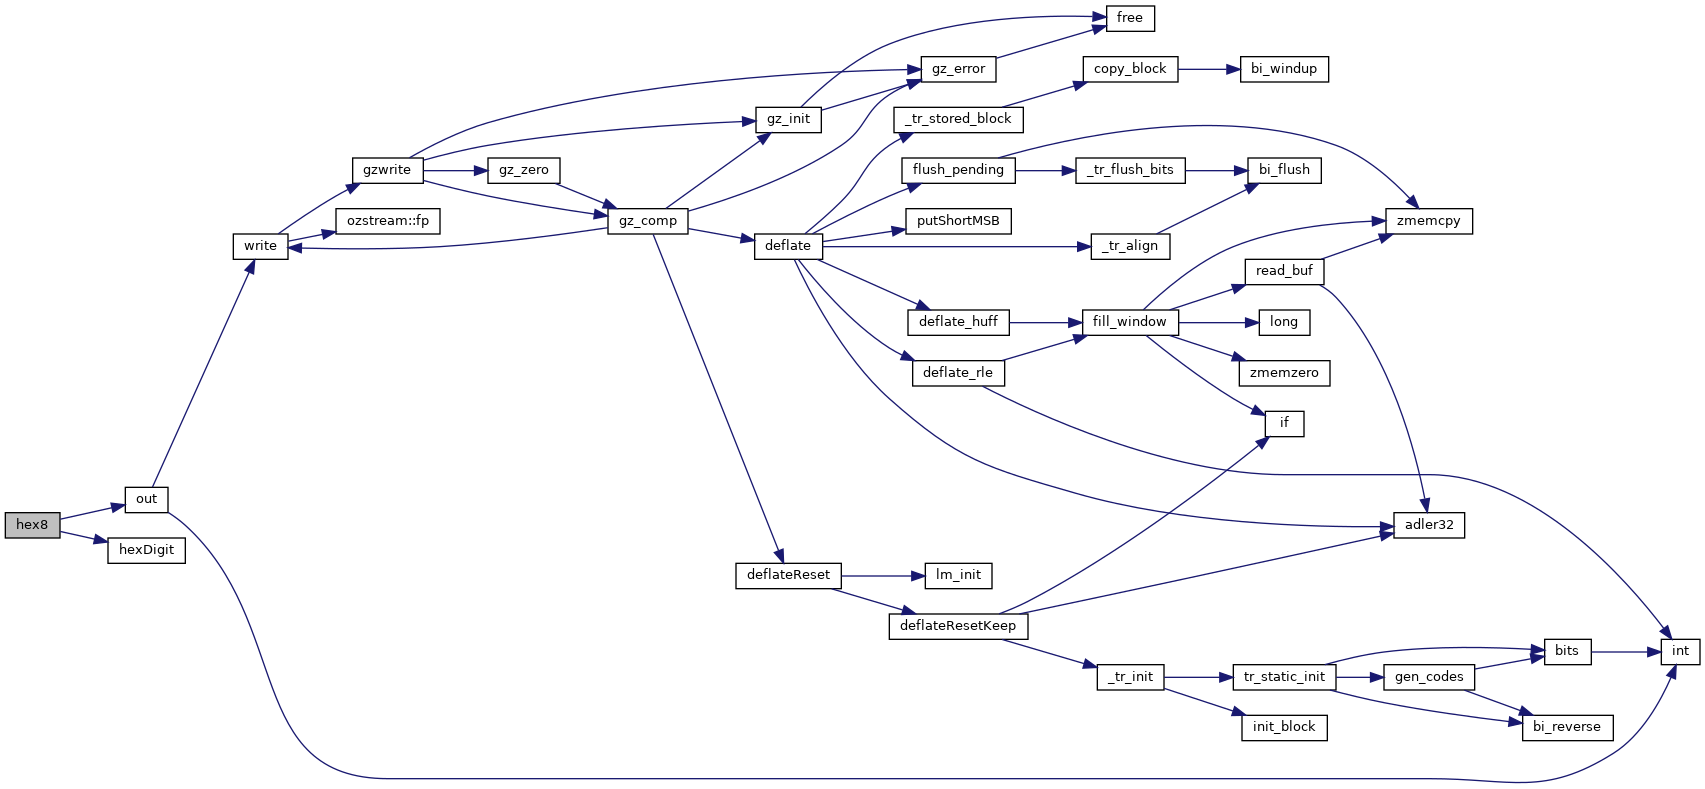 free
gz_error
copy_block
bi_windup
gz_init
_tr_stored_block
gzwrite
gz_zero
flush_pending
_tr_flush_bits
bi_flush
ozstream::fp
gz_comp
putShortMSB
zmemcpy
write
deflate
_tr_align
read_buf
deflate_huff
fill_window
long
deflate_rle
zmemzero
if
out
hex8
adler32
hexDigit
deflateReset
lm_init
deflateResetKeep
bits
int
_tr_init
tr_static_init
gen_codes
init_block
bi_reverse